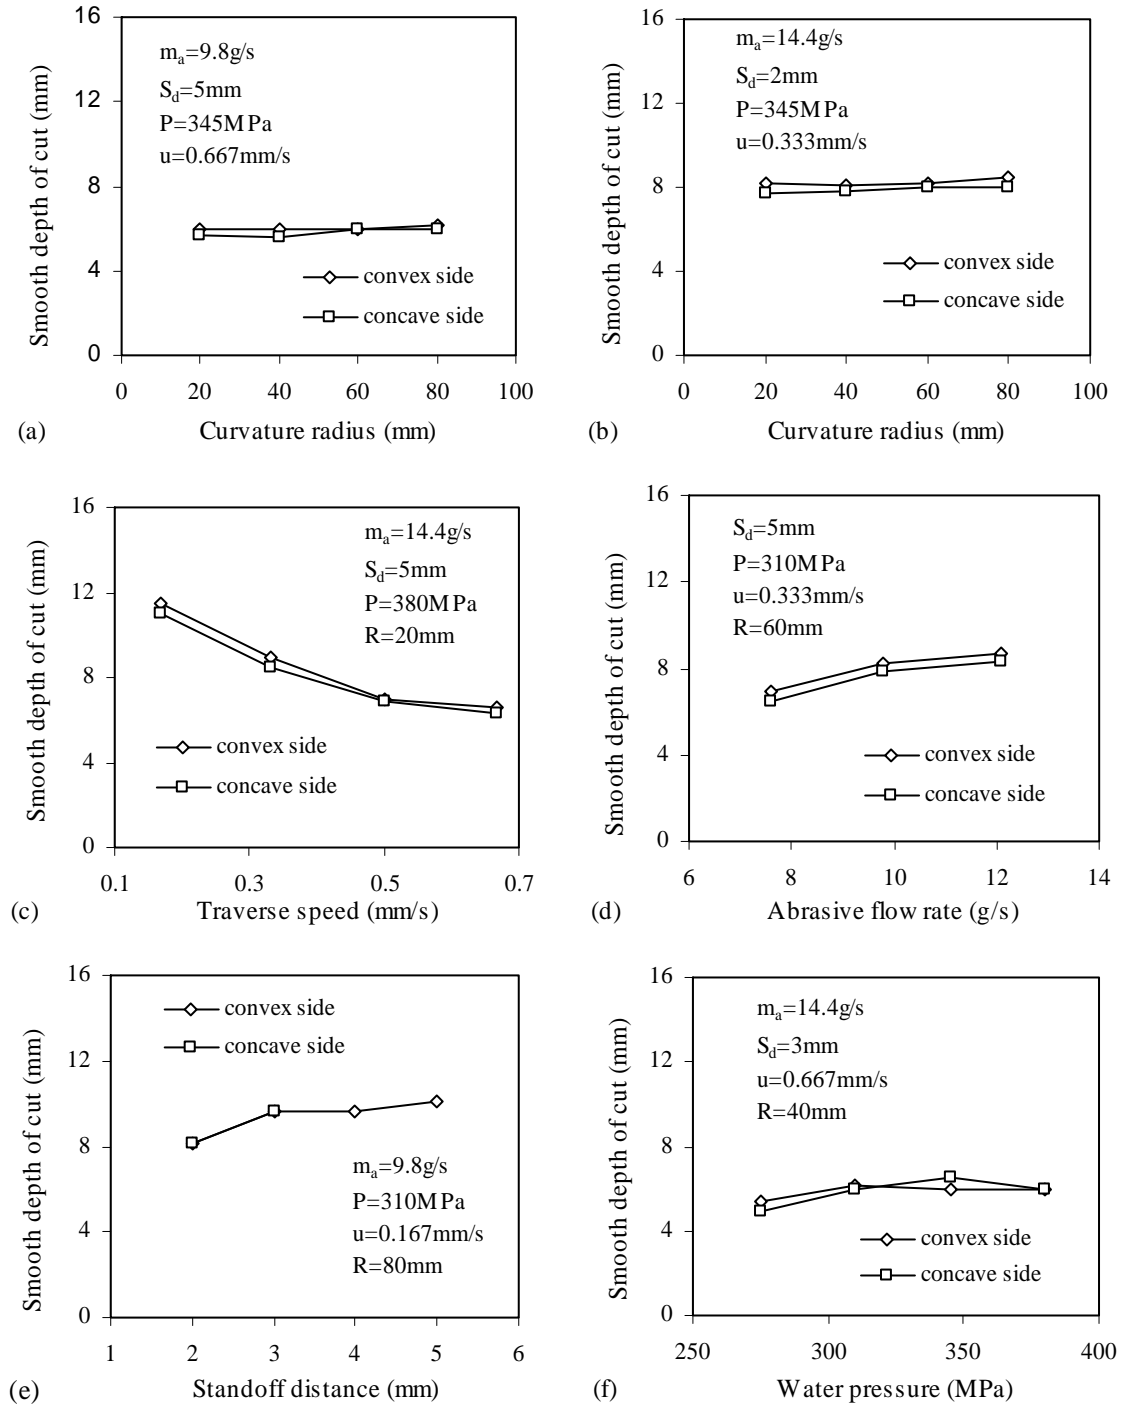 16
12
8
4
0
Smooth depth of cut (mm)
mₐ=9.8g/s
S_d=5mm
P=345MPa
u=0.667mm/s
convex side
concave side
0 20 40 60 80 100
(a) Curvature radius (mm)
16
12
8
4
0
Smooth depth of cut (mm)
mₐ=14.4g/s
S_d=2mm
P=345MPa
u=0.333mm/s
convex side
concave side
0 20 40 60 80 100
(b) Curvature radius (mm)
16
12
8
4
0
Smooth depth of cut (mm)
mₐ=14.4g/s
S_d=5mm
P=380MPa
R=20mm
convex side
concave side
0.1 0.3 0.5 0.7
(c) Traverse speed (mm/s)
16
12
8
4
0
Smooth depth of cut (mm)
S_d=5mm
P=310MPa
u=0.333mm/s
R=60mm
convex side
concave side
6 8 10 12 14
(d) Abrasive flow rate (g/s)
16
12
8
4
0
Smooth depth of cut (mm)
convex side
concave side
mₐ=9.8g/s
P=310MPa
u=0.167mm/s
R=80mm
1 2 3 4 5 6
(e) Standoff distance (mm)
16
12
8
4
0
Smooth depth of cut (mm)
mₐ=14.4g/s
S_d=3mm
u=0.667mm/s
R=40mm
convex side
concave side
250 300 350 400
(f) Water pressure (MPa)